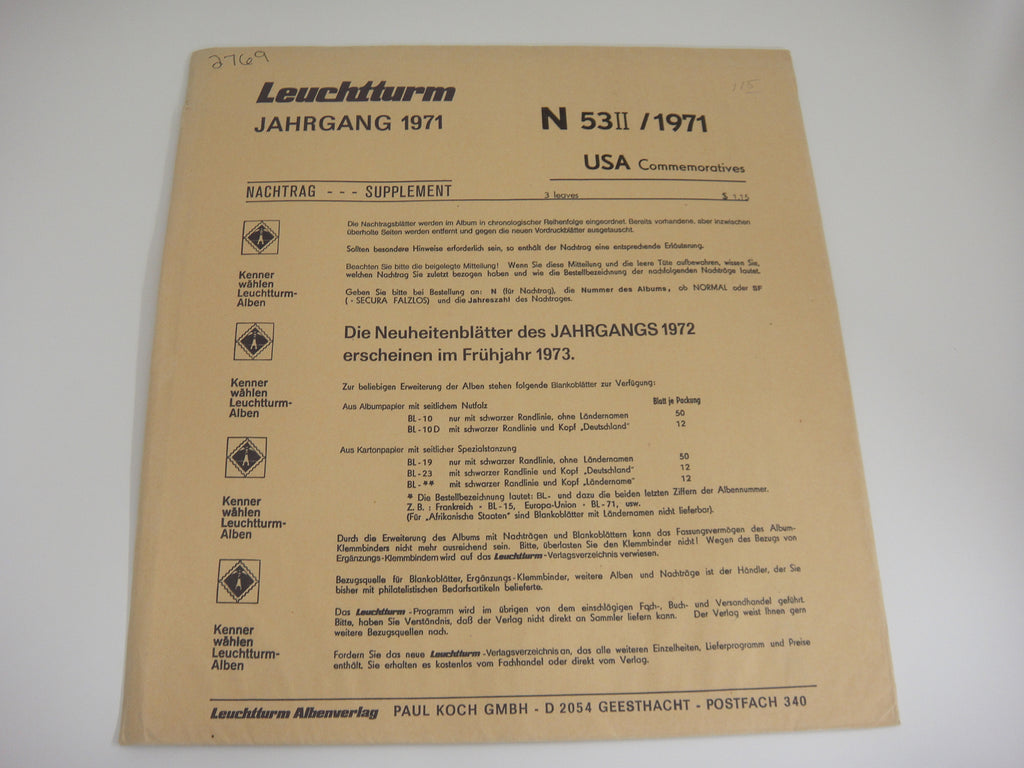 2769
115
Leuchtturm
JAHRGANG 1971
N 53II /1971
USA Commemoratives
NACHTRAG - - - SUPPLEMENT
3 leaves
$ 1.15
Die Nachtragsblätter werden im Album in chronologischer Reihenfolge eingeordnet. Bereits vorhandene, aber inzwischen
überholte Seiten werden entfernt und gegen die neuen Vordruckblätter ausgetauscht.
Sollten besondere Hinweise erforderlich sein, so enthält der Nachtrag eine entsprechende Erläuterung.
Beachten Sie bitte die beigelegte Mitteilung! Wenn Sie diese Mitteilung und die leere Tüte aufbewahren, wissen Sie,
welchen Nachtrag Sie zuletzt bezogen haben und wie die Bestellbezeichnung der nachfolgenden Nachträge lautet.
Geben Sie bitte bei Bestellung an: N (für Nachtrag), die Nummer des Albums, ob NORMAL oder SF
( · SECURA FALZLOS) und die Jahreszahl des Nachtrages.
Kenner
wählen
Leuchtturm-
Alben
Die Neuheitenblätter des JAHRGANGS 1972
erscheinen im Frühjahr 1973.
Kenner
wählen
Leuchtturm-
Alben
Zur beliebigen Erweiterung der Alben stehen folgende Blankoblätter zur Verfügung:
Blatt je Packung
Aus Albumpapier mit seitlichem Nutfalz
BL-10 nur mit schwarzer Randlinie, ohne Ländernamen 50
BL-10D mit schwarzer Randlinie und Kopf „Deutschland" 12
Aus Kartonpapier mit seitlicher Spezialstanzung
BL-19 nur mit schwarzer Randlinie, ohne Ländernamen 50
BL-23 mit schwarzer Randlinie und Kopf „Deutschland" 12
BL-** mit schwarzer Randlinie und Kopf „Ländername" 12
* Die Bestellbezeichnung lautet: BL- und dazu die beiden letzten Ziffern der Albennummer.
Z. B.: Frankreich · BL-15, Europa-Union · BL-71, usw.
(Für „Afrikanische Staaten" sind Blankoblätter mit Ländernamen nicht lieferbar).
Kenner
wählen
Leuchtturm-
Alben
Durch die Erweiterung des Albums mit Nachträgen und Blankoblättern kann das Fassungsvermögen des Album-
Klemmbinders nicht mehr ausreichend sein. Bitte, überlasten Sie den Klemmbinder nicht! Wegen des Bezugs von
Ergänzungs-Klemmbindern wird auf das Leuchtturm-Verlagsverzeichnis verwiesen.
Bezugsquelle für Blankoblätter, Ergänzungs-Klemmbinder, weitere Alben und Nachträge ist der Händler, der Sie
bisher mit philatelistischen Bedarfsartikeln belieferte.
Das Leuchtturm-Programm wird im übrigen von dem einschlägigen Fach-, Buch- und Versandhandel geführt.
Bitte, haben Sie Verständnis, daß der Verlag nicht direkt an Sammler liefern kann. Der Verlag weist Ihnen gern
weitere Bezugsquellen nach.
Kenner
wählen
Leuchtturm-
Alben
Fordern Sie das neue Leuchtturm-Verlagsverzeichnis an, das alle weiteren Einzelheiten, Lieferprogramm und Preise
enthält. Sie erhalten es kostenlos vom Fachhandel oder direkt vom Verlag.
Leuchtturm Albenverlag PAUL KOCH GMBH - D 2054 GEESTHACHT - POSTFACH 340